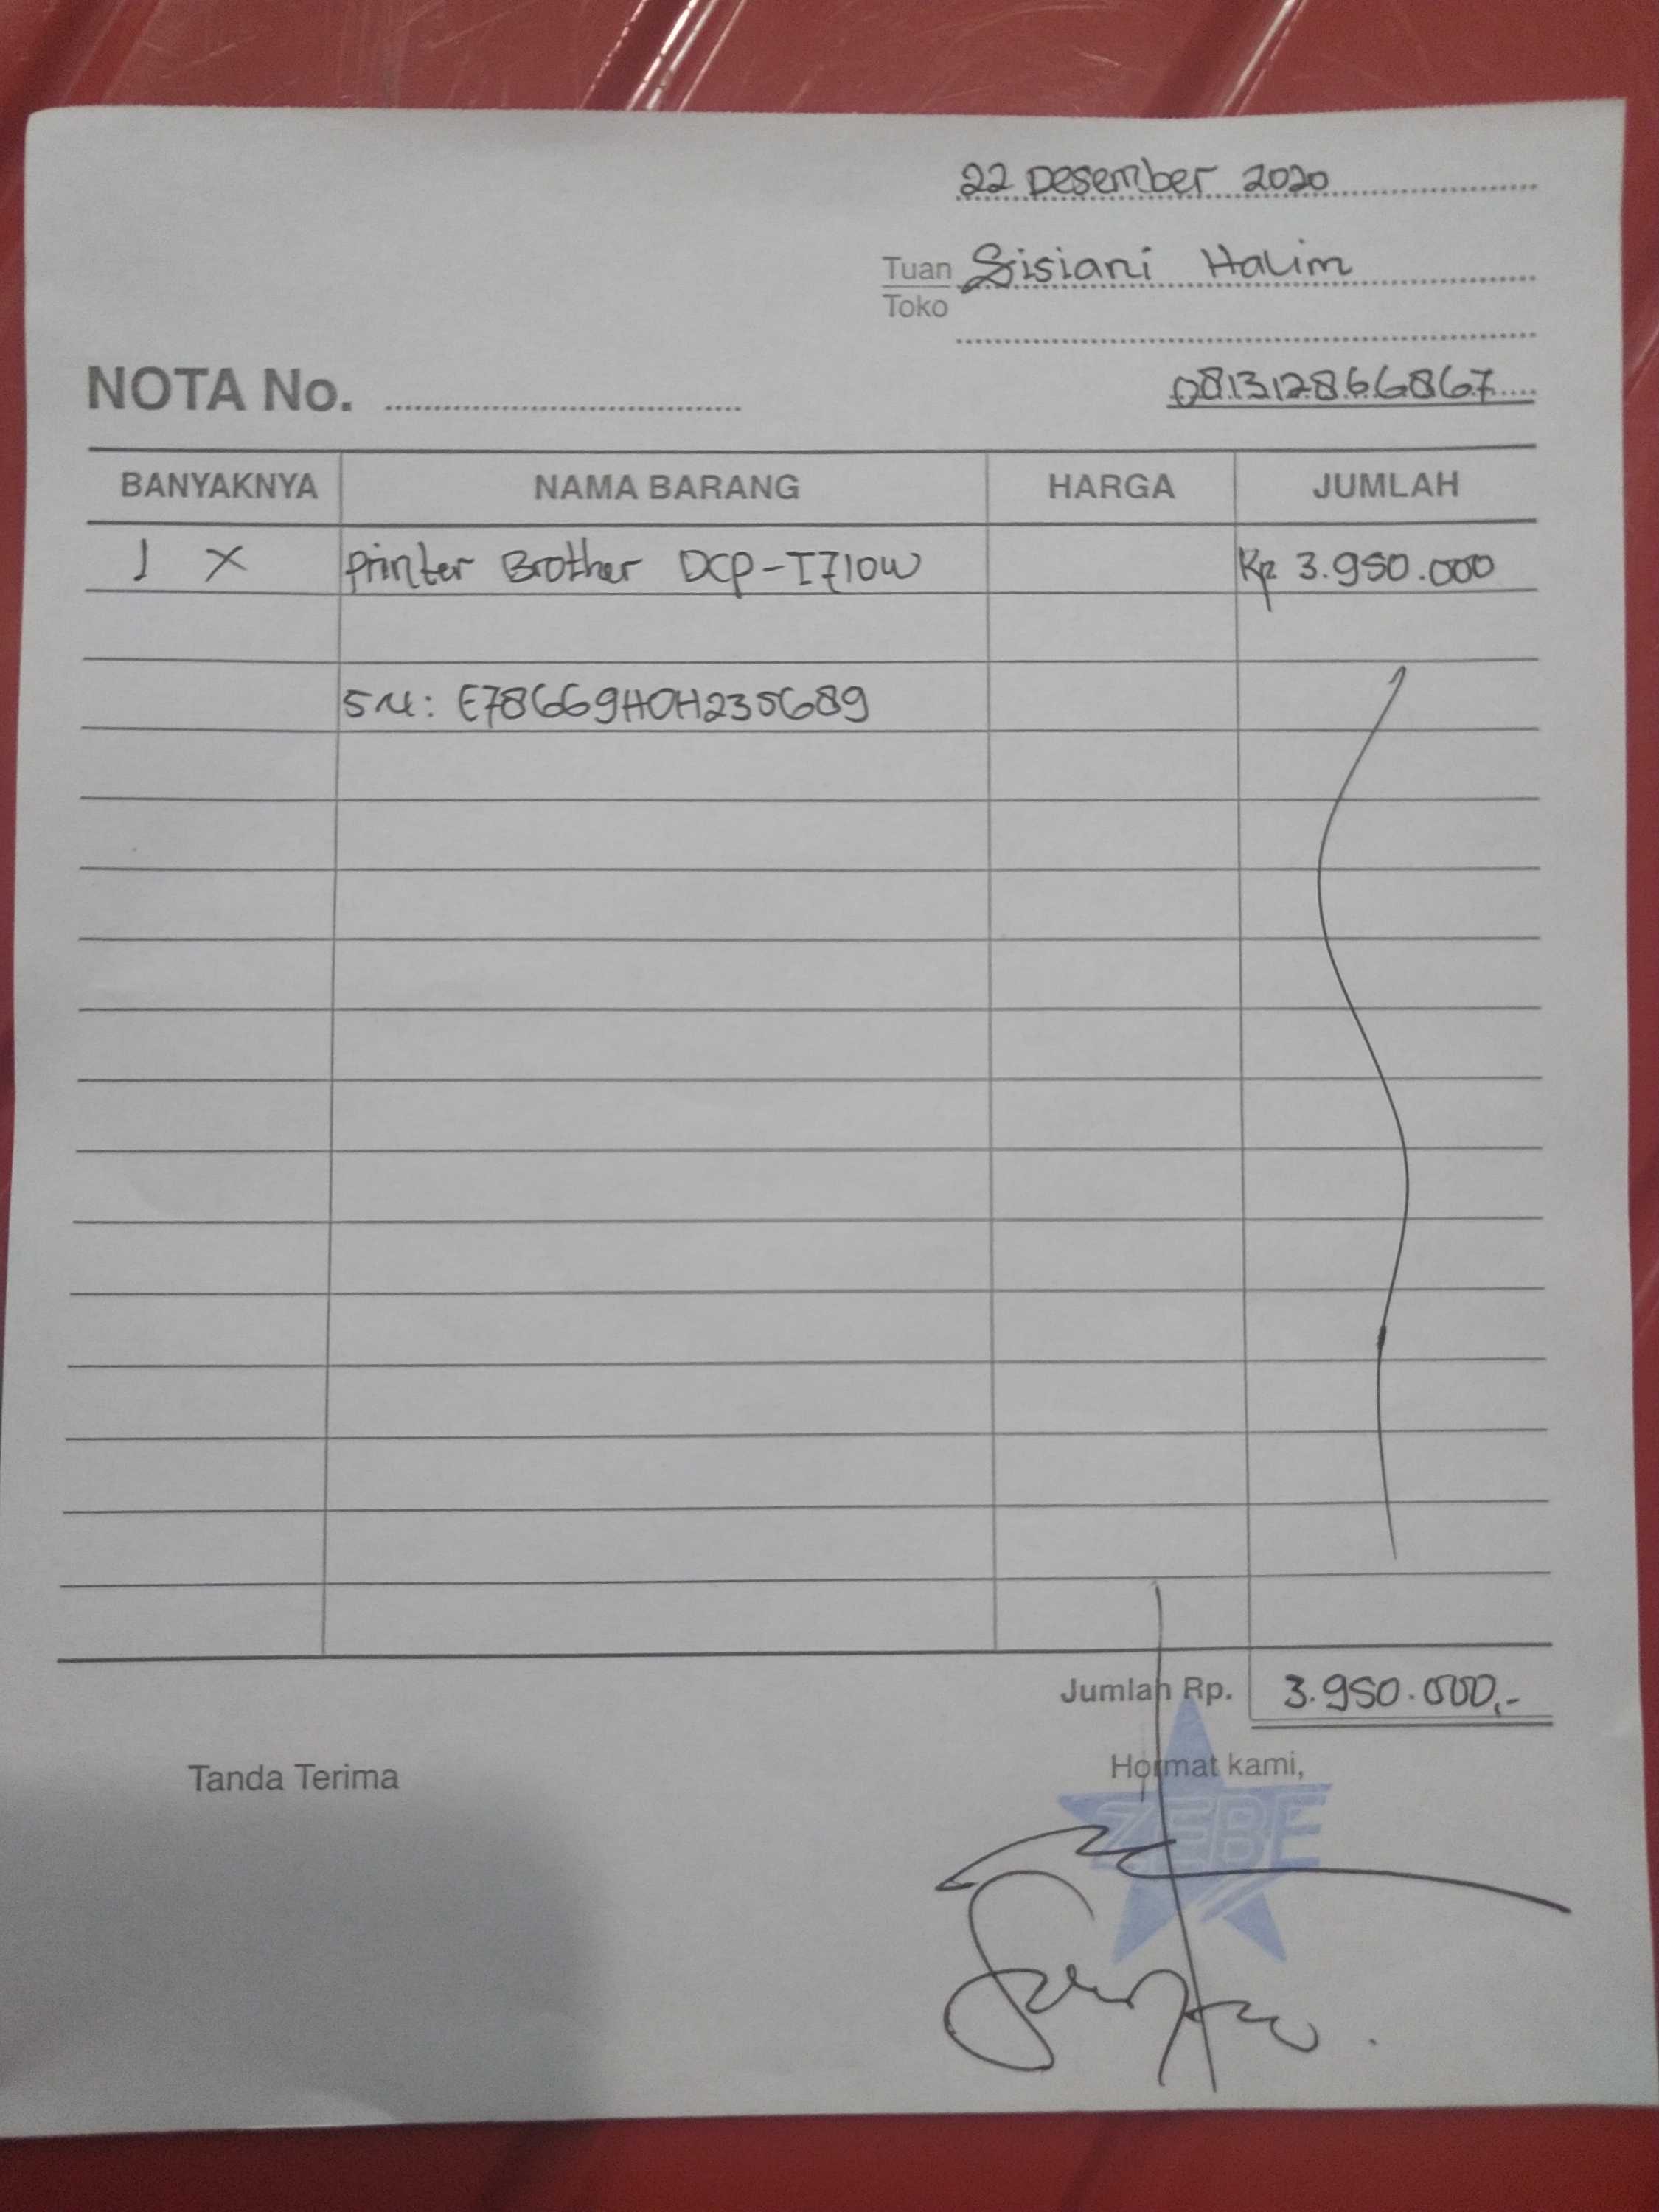 22 Desember 2020
Tuan Sisiani Halim
Toko
NOTA No. 081312866867
BANYAKNYA NAMA BARANG HARGA JUMLAH
1 X Printer Brother DCP-T710W Rp 3.950.000
SN: E78669H0H235689
Jumlah Rp. 3.950.000,-
Tanda Terima Hormat kami,
ZEBE